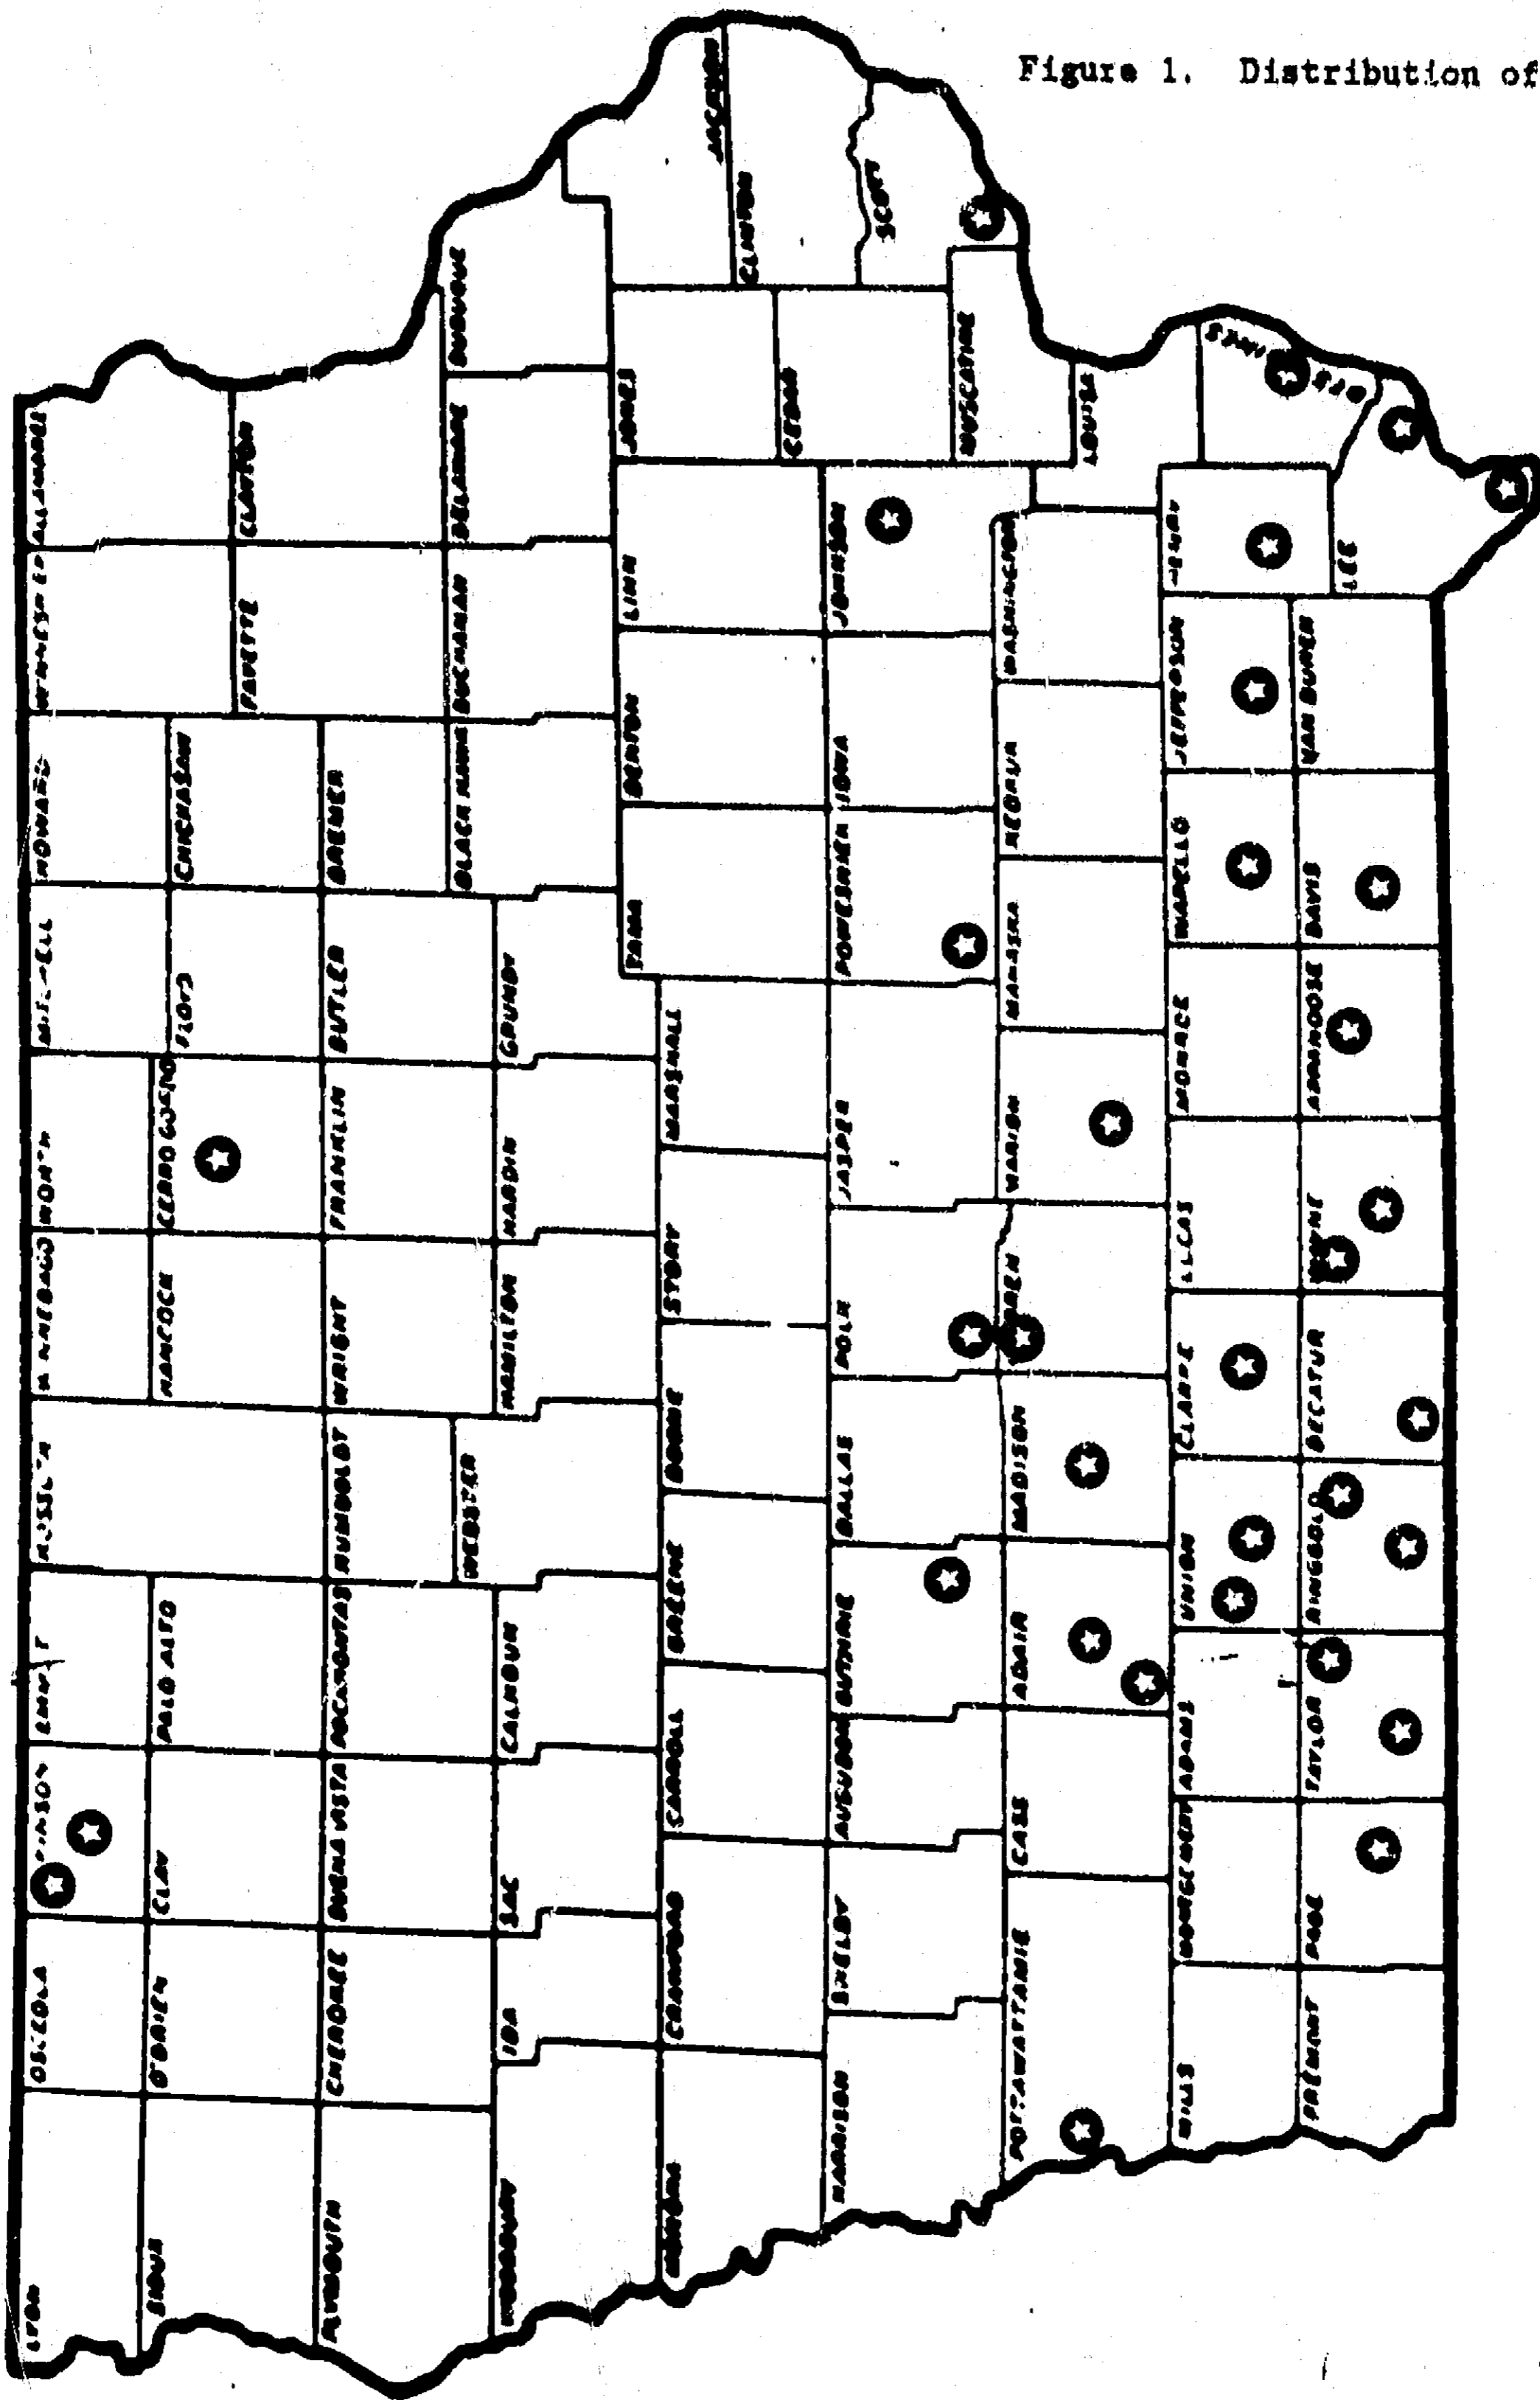 Figure 1. Distribution of
LYON
OSCEOLA
HOWARD
SIOUX
O'BRIEN
CLAY
PALO ALTO
HANCOCK
CERRO GORDO
FLOYD
CHICKASAW
FAYETTE
CLAYTON
PLYMOUTH
CHEROKEE
BUENA VISTA
POCAHONTAS
HUMBOLDT
WRIGHT
FRANKLIN
BUTLER
BREMER
BLACK HAWK
BUCHANAN
DELAWARE
DUBUQUE
WOODBURY
IDA
SAC
CALHOUN
WEBSTER
HAMILTON
HARDIN
GRUNDY
TAMA
BENTON
LINN
JONES
JACKSON
MONONA
CRAWFORD
CARROLL
GREENE
BOONE
STORY
MARSHALL
CLINTON
CEDAR
SCOTT
HARRISON
SHELBY
AUDUBON
GUTHRIE
DALLAS
POLK
JASPER
POWESHIEK
IOWA
JOHNSON
MUSCATINE
POTTAWATTAMIE
CASS
ADAIR
MADISON
MARION
MAHASKA
KEOKUK
WASHINGTON
LOUISA
MILLS
MONTGOMERY
ADAMS
UNION
CLARKE
LUCAS
MONROE
WAPELLO
JEFFERSON
HENRY
FREMONT
PAGE
TAYLOR
RINGGOLD
DECATUR
APPANOOSE
DAVIS
VAN BUREN
LEE